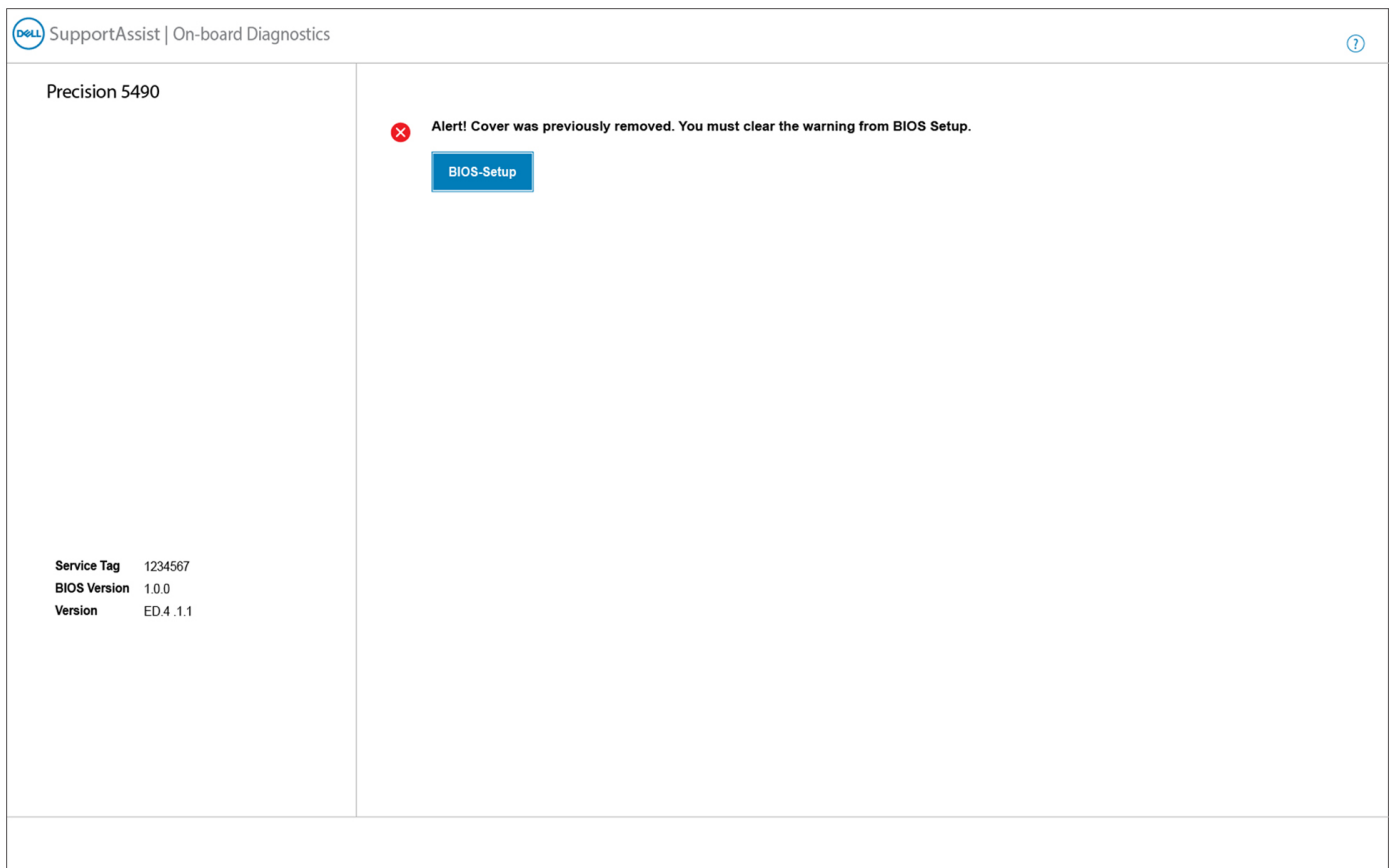 DELL SupportAssist | On-board Diagnostics
?
Precision 5490
Alert! Cover was previously removed. You must clear the warning from BIOS Setup.
BIOS-Setup
Service Tag 1234567
BIOS Version 1.0.0
Version ED.4 .1.1